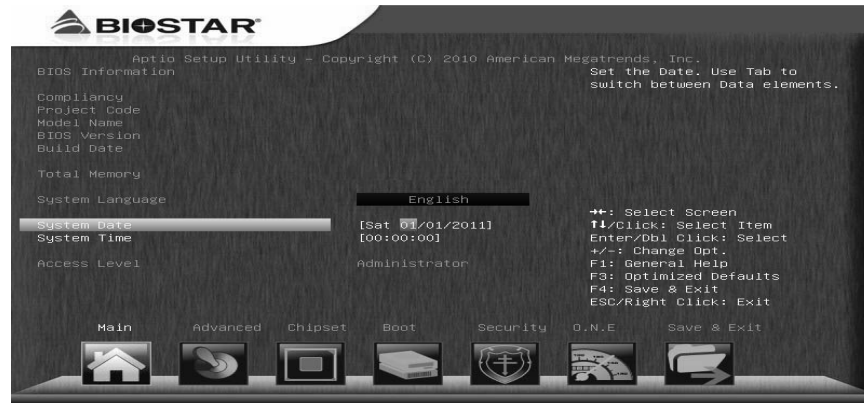 BIOSTAR
Aptio Setup Utility – Copyright (C) 2010 American Megatrends, Inc.
BIOS Information
Compliancy
Project Code
Model Name
BIOS Version
Build Date
Total Memory
System Language English
System Date [Sat 01/01/2011]
System Time [00:00:00]
Access Level Administrator
Set the Date. Use Tab to
switch between Data elements.
→←: Select Screen
↑↓/Click: Select Item
Enter/Dbl Click: Select
+/-: Change Opt.
F1: General Help
F3: Optimized Defaults
F4: Save & Exit
ESC/Right Click: Exit
Main Advanced Chipset Boot Security O.N.E Save & Exit